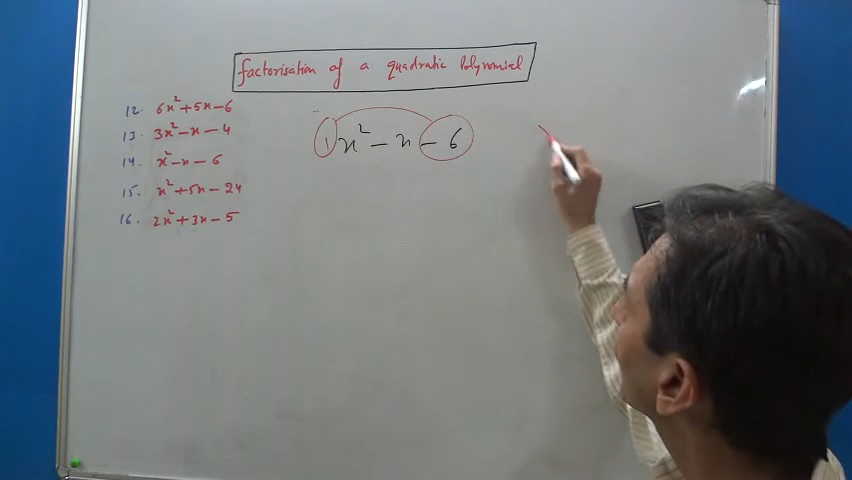 factorisation of a quadratic Polynomial
12. 6x²+5x-6
13. 3x²-x-4
14. x²-x-6
15. x²+5x-24
16. 2x²+3x-5
1x²-x-6